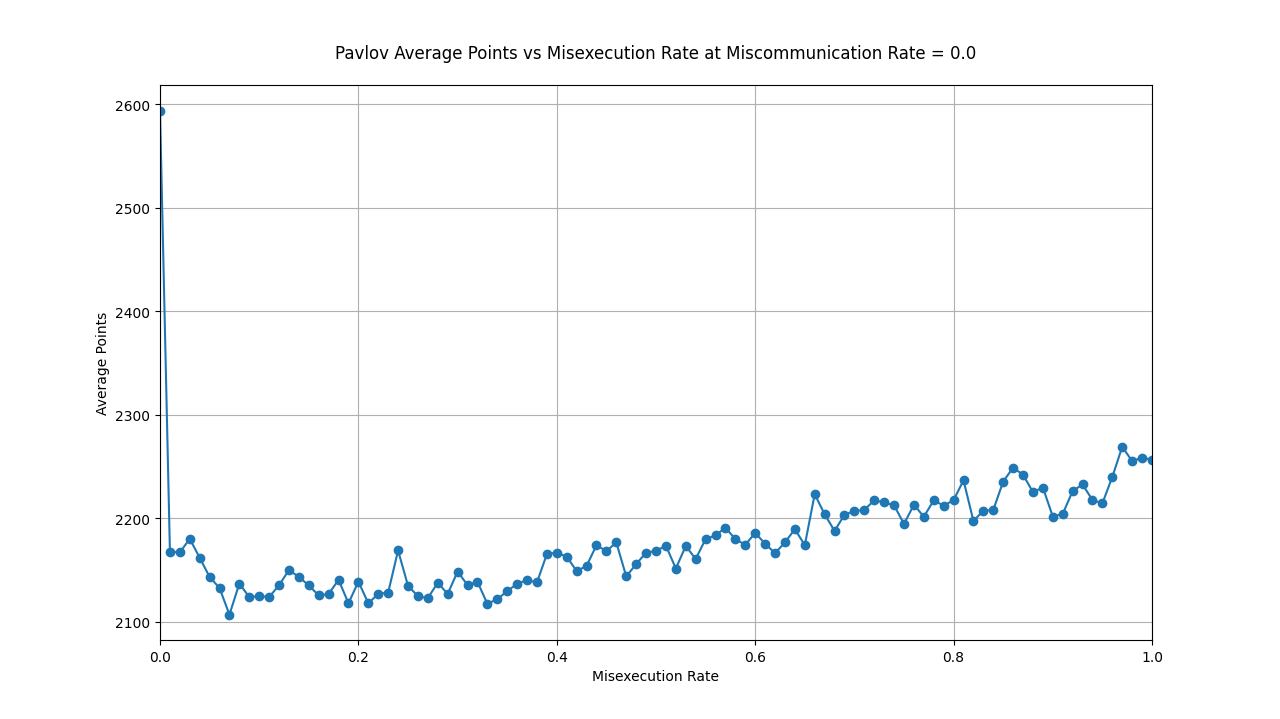 Pavlov Average Points vs Misexecution Rate at Miscommunication Rate = 0.0
2600
2500
2400
2300
2200
2100
Average Points
0.0 0.2 0.4 0.6 0.8 1.0
Misexecution Rate